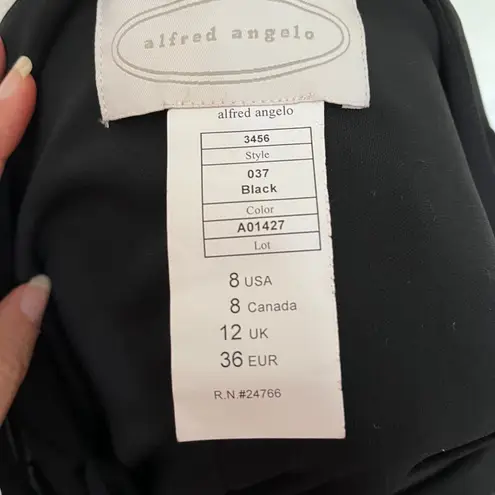 alfred angelo
alfred angelo
3456
Style
037
Black
Color
A01427
Lot
8 USA
8 Canada
12 UK
36 EUR
R.N.#24766